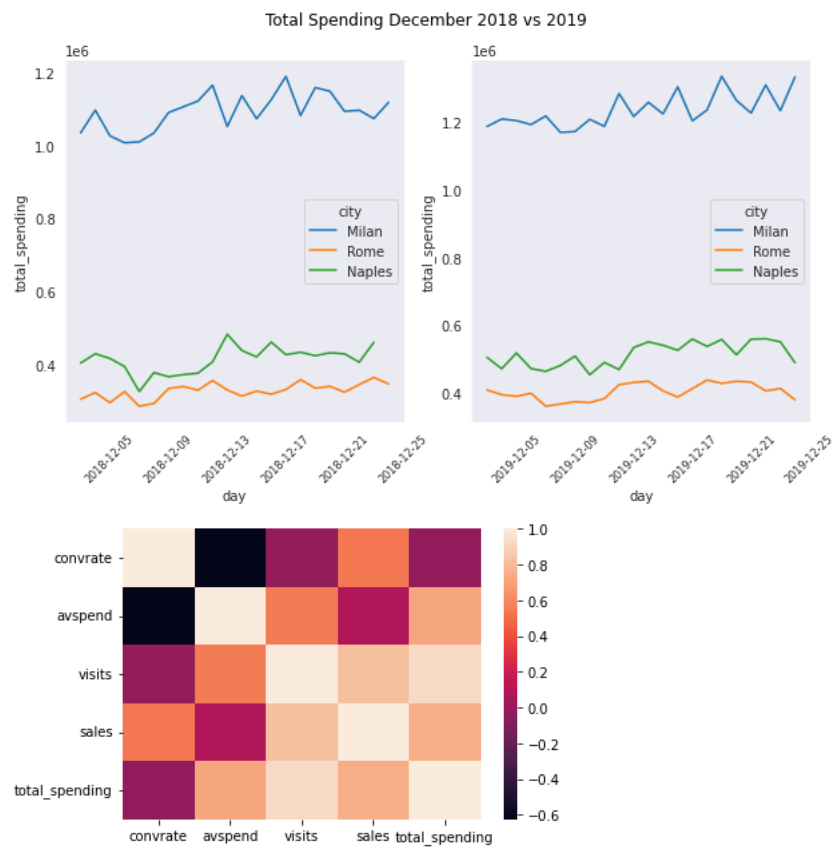 Total Spending December 2018 vs 2019
1e6
1.2
1.0
0.8
0.6
0.4
total_spending
city
Milan
Rome
Naples
2018-12-05
2018-12-09
2018-12-13
2018-12-17
2018-12-21
2018-12-25
day
1e6
1.2
1.0
0.8
0.6
0.4
total_spending
city
Milan
Rome
Naples
2019-12-05
2019-12-09
2019-12-13
2019-12-17
2019-12-21
2019-12-25
day
convrate
avspend
visits
sales
total_spending
convrate avspend visits sales total_spending
1.0
0.8
0.6
0.4
0.2
0.0
−0.2
−0.4
−0.6